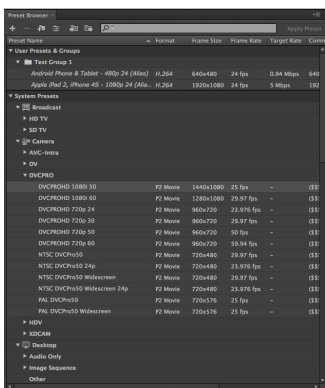 Preset Browser ×
Apply Preset
Preset Name Format Frame Size Frame Rate Target Rate Comm
User Presets & Groups
Test Group 1
Android Phone & Tablet - 480p 24 (Alias) H.264 640x480 24 fps 0.94 Mbps 640
Apple iPad 2, iPhone 4S - 1080p 24 (Alia... H.264 1920x1080 24 fps 5 Mbps 192
System Presets
Broadcast
HD TV
SD TV
Camera
AVC-Intra
DV
DVCPRO
DVCPROHD 1080i 50 P2 Movie 1440x1080 25 fps - ($$
DVCPROHD 1080i 60 P2 Movie 1280x1080 29.97 fps - ($$
DVCPROHD 720p 24 P2 Movie 960x720 23.976 fps - ($$
DVCPROHD 720p 30 P2 Movie 960x720 29.97 fps - ($$
DVCPROHD 720p 50 P2 Movie 960x720 50 fps - ($$
DVCPROHD 720p 60 P2 Movie 960x720 59.94 fps - ($$
NTSC DVCPro50 P2 Movie 720x480 29.97 fps - ($$
NTSC DVCPro50 24p P2 Movie 720x480 23.976 fps - ($$
NTSC DVCPro50 Widescreen P2 Movie 720x480 29.97 fps - ($$
NTSC DVCPro50 Widescreen 24p P2 Movie 720x480 23.976 fps - ($$
PAL DVCPro50 P2 Movie 720x576 25 fps - ($$
PAL DVCPro50 Widescreen P2 Movie 720x576 25 fps - ($$
HDV
XDCAM
Desktop
Audio Only
Image Sequence
Other